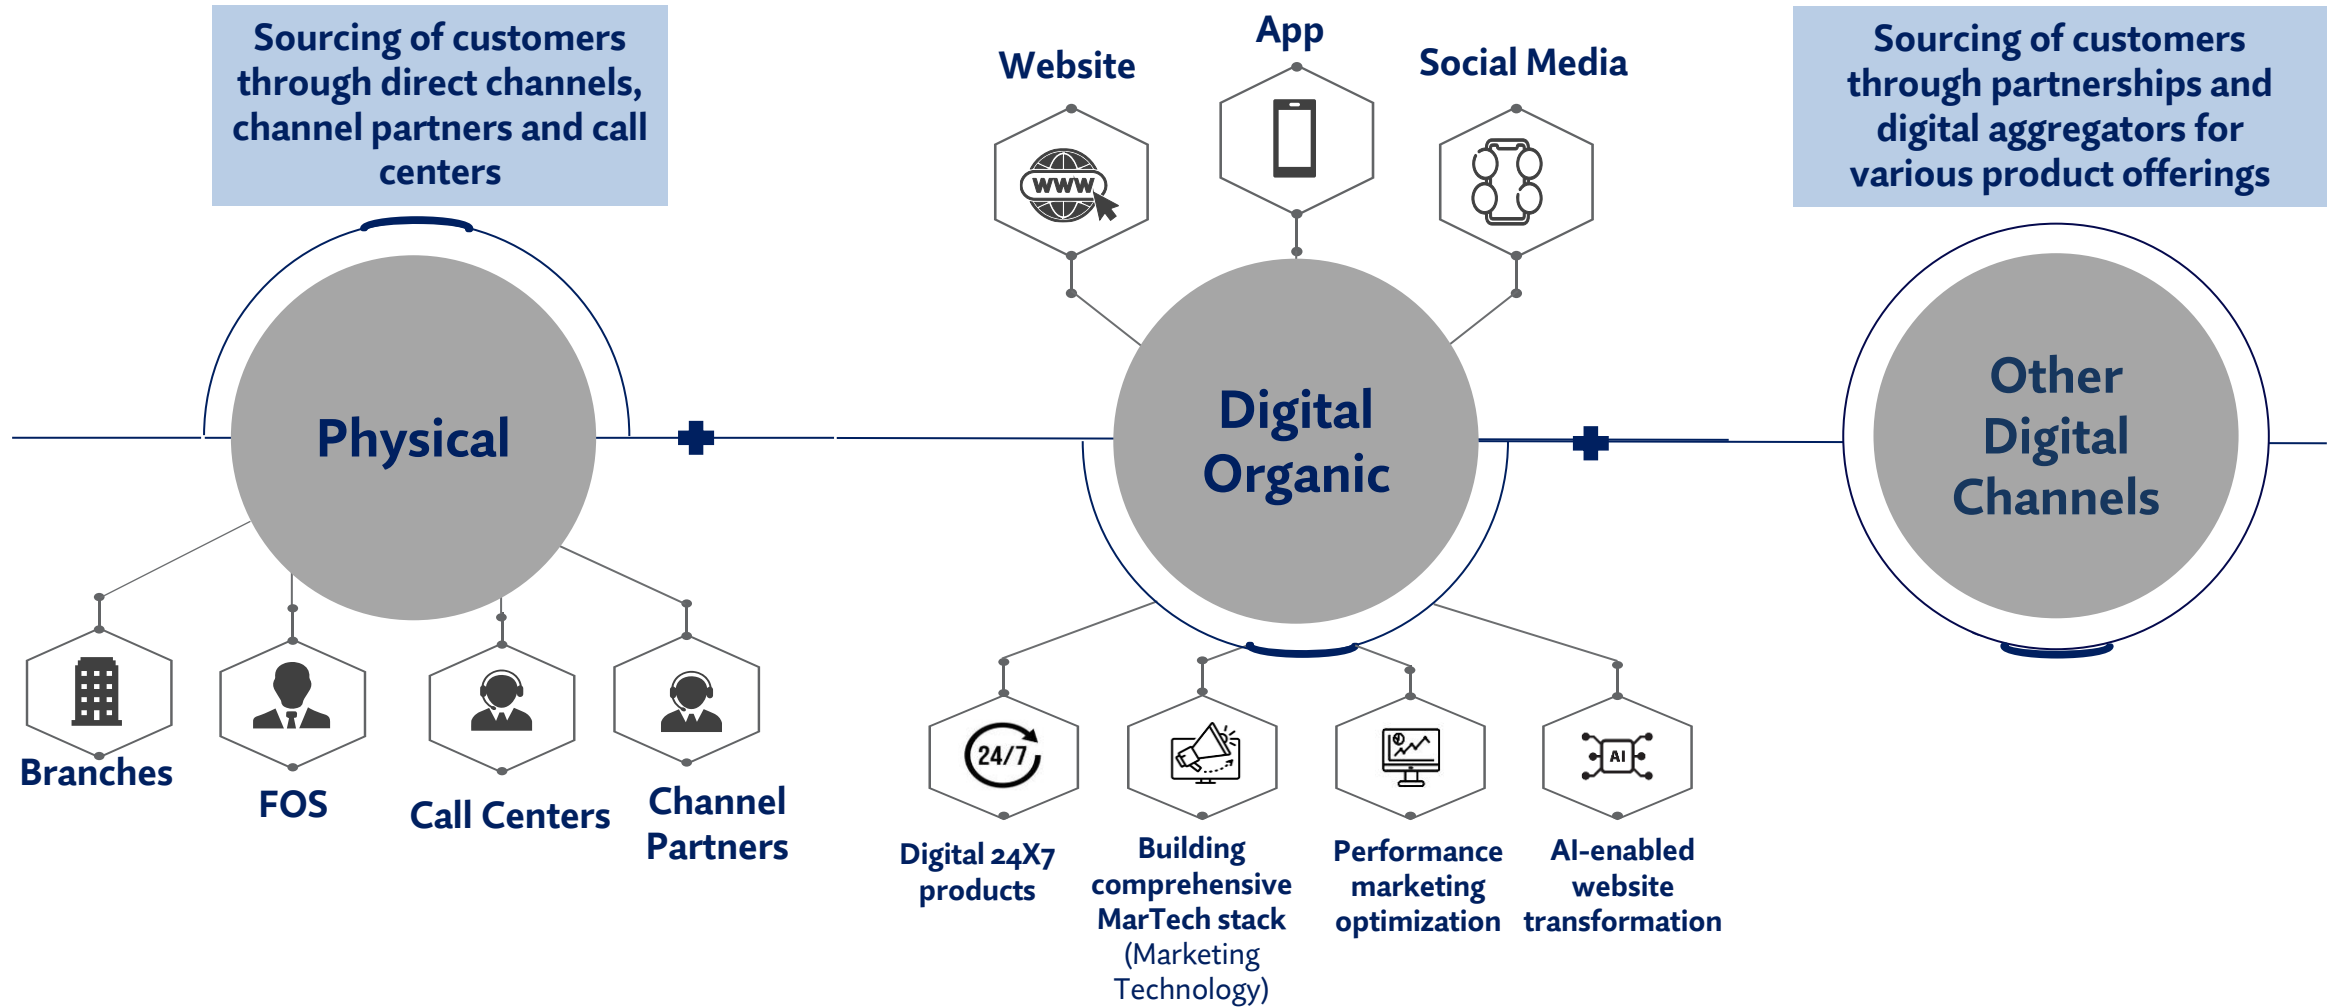 Sourcing of customers
through direct channels,
channel partners and call
centers
Physical
Branches
FOS
Call Centers
Channel
Partners
Website
App
Social Media
WWW
Digital
Organic
24/7
AI
Digital 24X7
products
Building
comprehensive
MarTech stack
(Marketing
Technology)
Performance
marketing
optimization
AI-enabled
website
transformation
Sourcing of customers
through partnerships and
digital aggregators for
various product offerings
Other
Digital
Channels